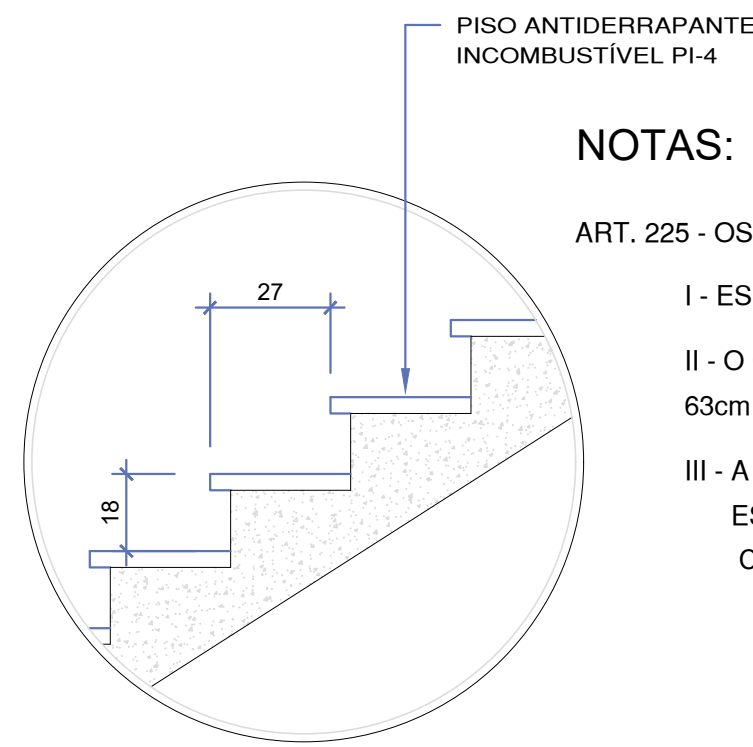 PISO ANTIDERRAPANTE
INCOMBUSTÍVEL PI-4
NOTAS:
ART. 225 - OS
I - ES
II - O
63cm
III - A
ES
C
27
18